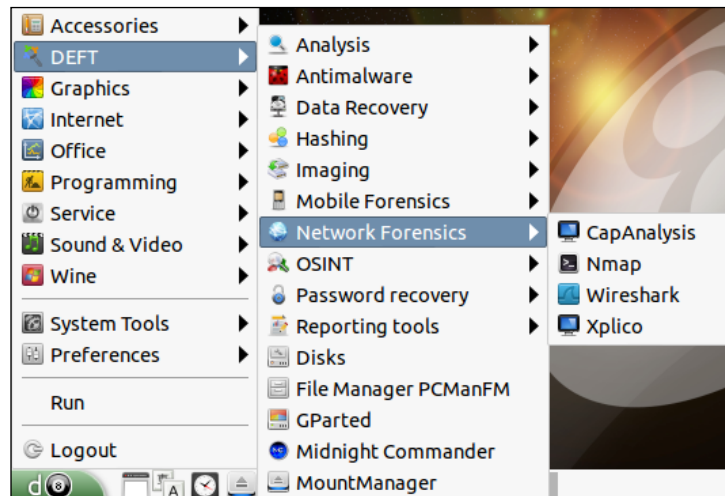 Accessories
DEFT
Graphics
Internet
Office
Programming
Service
Sound & Video
Wine
System Tools
Preferences
Run
Logout
d8
A
Analysis
Antimalware
Data Recovery
Hashing
Imaging
Mobile Forensics
Network Forensics
OSINT
Password recovery
Reporting tools
Disks
File Manager PCManFM
GParted
Midnight Commander
MountManager
CapAnalysis
Nmap
Wireshark
Xplico